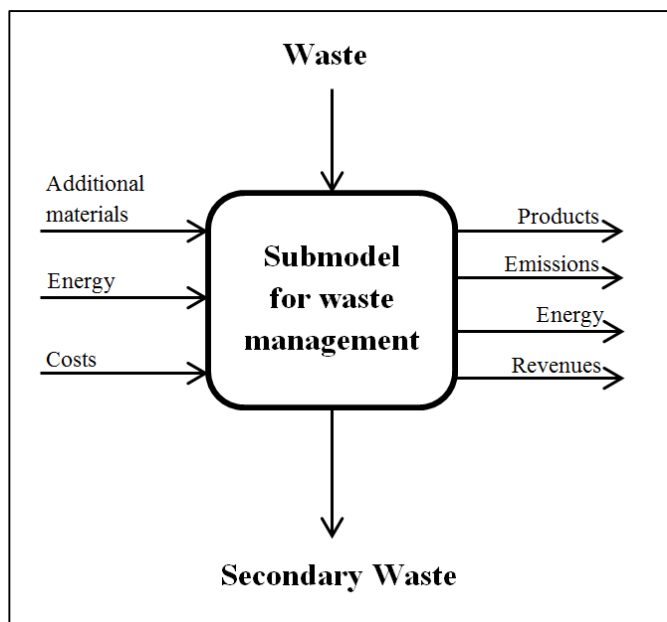 Waste
Additional
materials
Energy
Costs
Submodel
for waste
management
Products
Emissions
Energy
Revenues
Secondary Waste